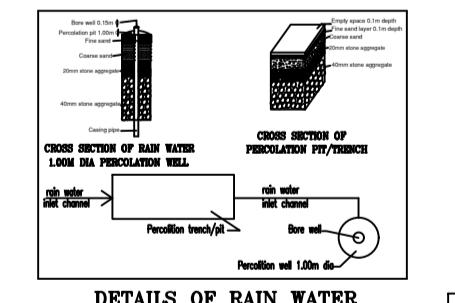 Bore well 0.15m
Percolation pit 1.00m
Fine sand
Coarse sand
20mm stone aggregate
40mm stone aggregate
Casing pipe
CROSS SECTION OF RAIN WATER
1.00M DIA PERCOLATION WELL
Empty space 0.1m depth
Fine sand layer 0.1m depth
Coarse sand
20mm stone aggregate
40mm stone aggregate
CROSS SECTION OF
PERCOLATION PIT/TRENCH
rain water
inlet channel
Percolition trench/pit
rain water
inlet channel
Bore well
Percolition well 1.00m dia
DETAILS OF RAIN WATER